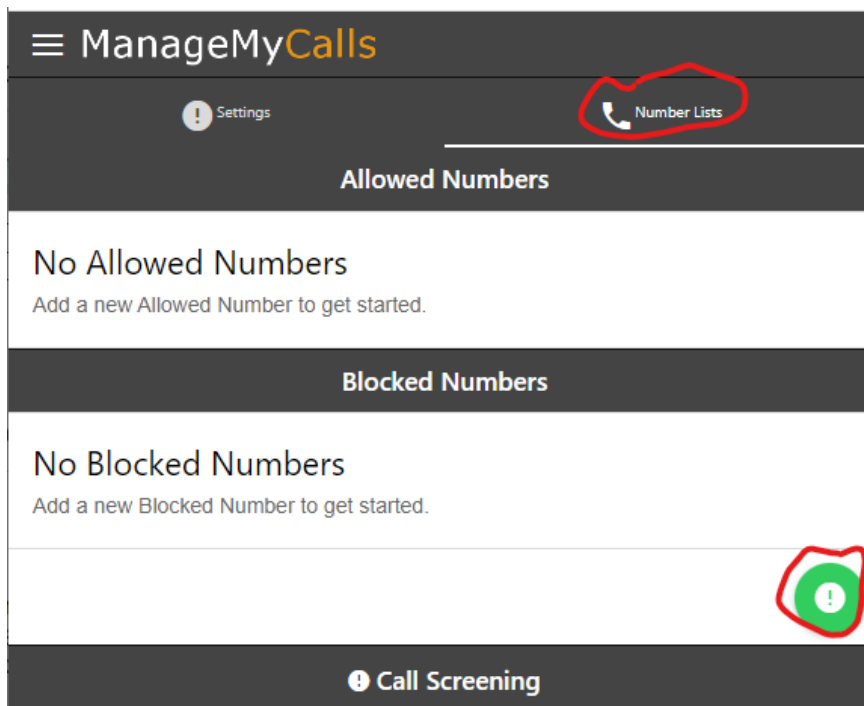 ManageMyCalls
Settings
Number Lists
Allowed Numbers
No Allowed Numbers
Add a new Allowed Number to get started.
Blocked Numbers
No Blocked Numbers
Add a new Blocked Number to get started.
Call Screening